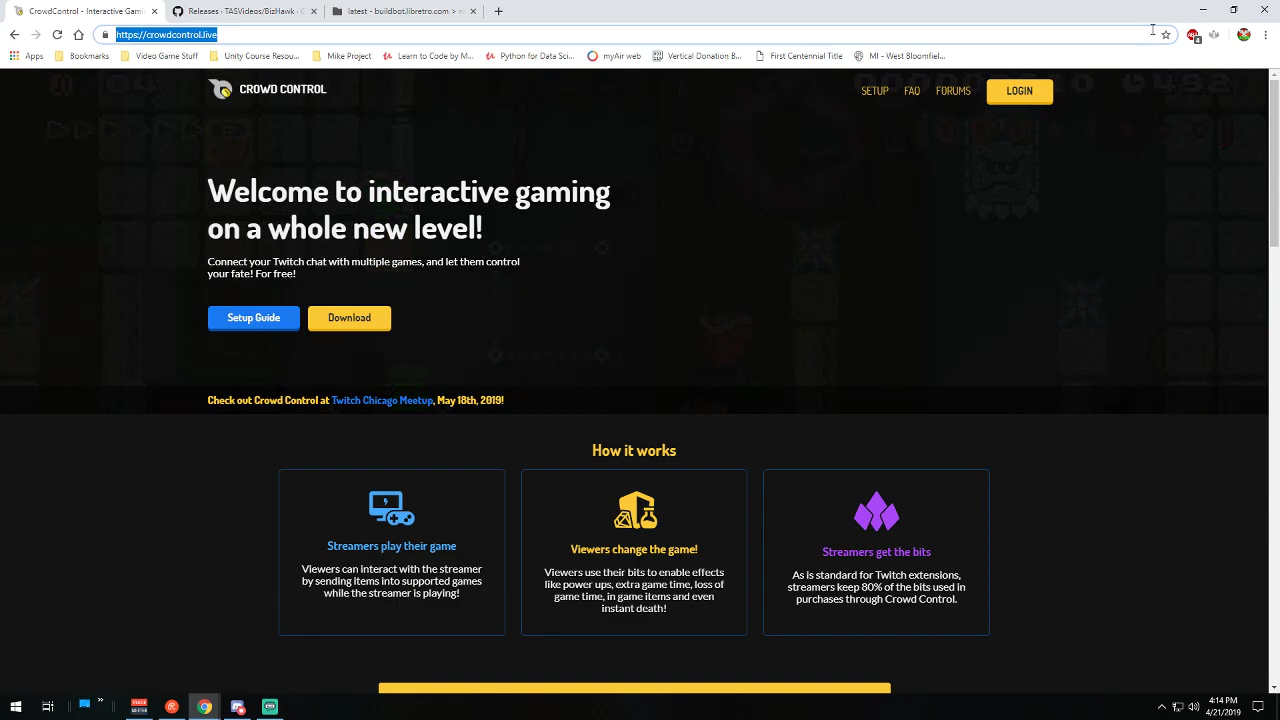 CrowdControl - Interactive Gami
Releases · TASVideos/BizHawk · G
latest - buildbot.libretro.com > n
https://crowdcontrol.live
Apps
Bookmarks
Video Game Stuff
Unity Course Resou...
Mike Project
Learn to Code by M...
Python for Data Sci...
myAir web
Vertical Donation B...
First Centennial Title
MI - West Bloomfiel...
CROWD CONTROL
SETUP
FAQ
FORUMS
LOGIN
Welcome to interactive gaming
on a whole new level!
Connect your Twitch chat with multiple games, and let them control
your fate! For free!
Setup Guide
Download
Check out Crowd Control at Twitch Chicago Meetup, May 18th, 2019!
How it works
Streamers play their game
Viewers can interact with the streamer
by sending items into supported games
while the streamer is playing!
Viewers change the game!
Viewers use their bits to enable effects
like power ups, extra game time, loss of
game time, in game items and even
instant death!
Streamers get the bits
As is standard for Twitch extensions,
streamers keep 80% of the bits used in
purchases through Crowd Control.
4:14 PM
4/21/2019